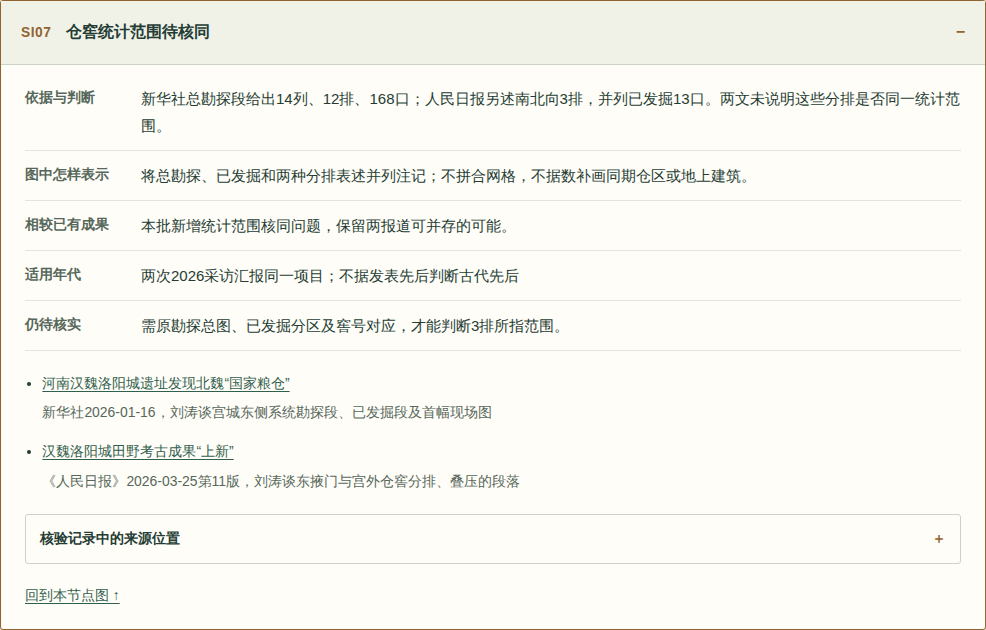 SI07 仓窖统计范围待核同 −
依据与判断 新华社总勘探段给出14列、12排、168口；人民日报另述南北向3排，并列已发掘13口。两文未说明这些分排是否同一统计范
围。
图中怎样表示 将总勘探、已发掘和两种分排表述并列注记；不拼合网格，不据数补画同期仓区或地上建筑。
相较已有成果 本批新增统计范围核同问题，保留两报道可并存的可能。
适用年代 两次2026采访汇报同一项目；不据发表先后判断古代先后
仍待核实 需原勘探总图、已发掘分区及窖号对应，才能判断3排所指范围。
• 河南汉魏洛阳城遗址发现北魏“国家粮仓”
新华社2026-01-16，刘涛谈宫城东侧系统勘探段、已发掘段及首幅现场图
• 汉魏洛阳城田野考古成果“上新”
《人民日报》2026-03-25第11版，刘涛谈东掖门与宫外仓窖分排、叠压的段落
核验记录中的来源位置 +
回到本节点图 ↑